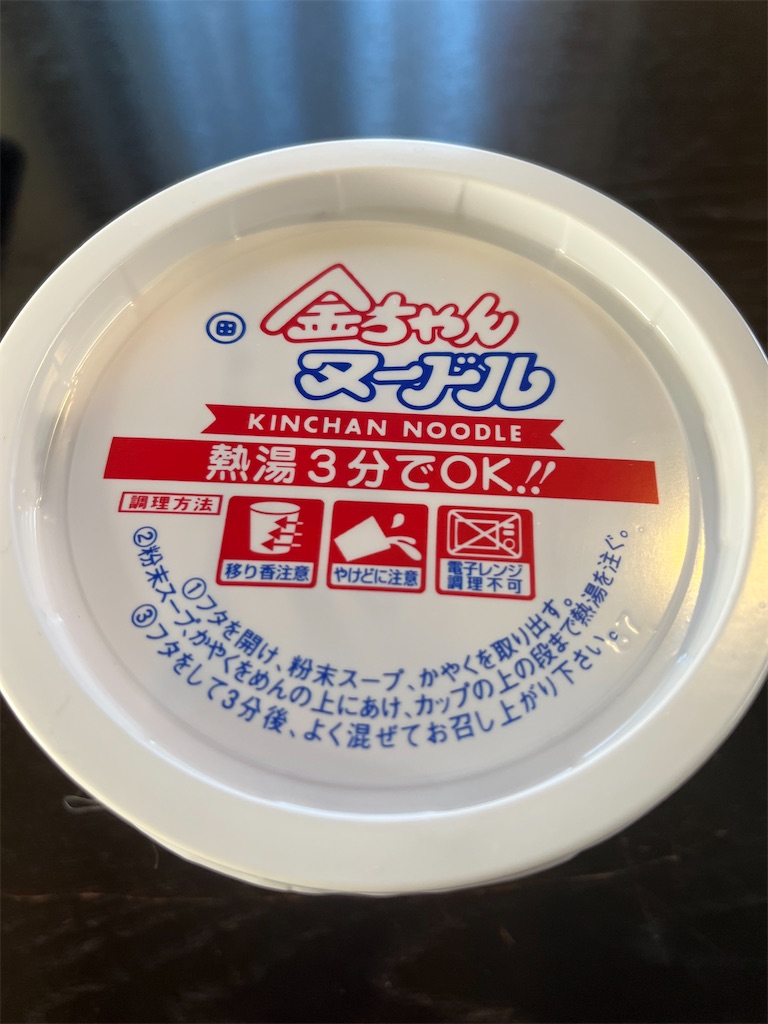 田
金ちゃん
ヌードル
KINCHAN NOODLE
熱湯3分でOK!!
調理方法
移り香注意
やけどに注意
電子レンジ
調理不可
①フタを開け、粉末スープ、かやくを取り出す。
②粉末スープ、かやくをめんの上にあけ、カップの上の段まで熱湯を注ぐ。
③フタをして3分後、よく混ぜてお召し上がり下さい。